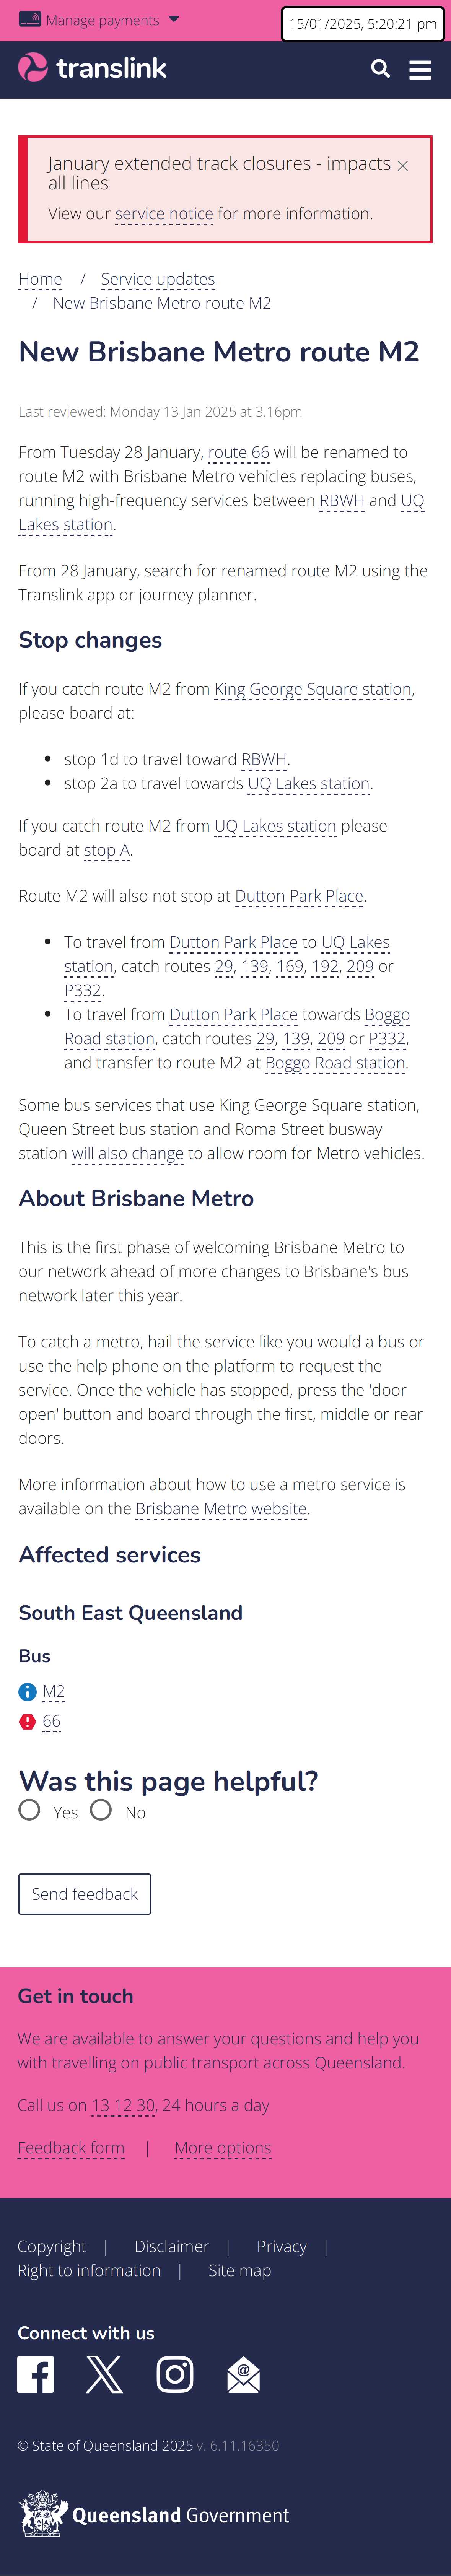 Manage payments
15/01/2025, 5:20:21 pm
translink
January extended track closures - impacts
all lines
View our service notice for more information.
Home / Service updates
/ New Brisbane Metro route M2
New Brisbane Metro route M2
Last reviewed: Monday 13 Jan 2025 at 3.16pm
From Tuesday 28 January, route 66 will be renamed to
route M2 with Brisbane Metro vehicles replacing buses,
running high-frequency services between RBWH and UQ
Lakes station.
From 28 January, search for renamed route M2 using the
Translink app or journey planner.
Stop changes
If you catch route M2 from King George Square station,
please board at:
• stop 1d to travel toward RBWH.
• stop 2a to travel towards UQ Lakes station.
If you catch route M2 from UQ Lakes station please
board at stop A.
Route M2 will also not stop at Dutton Park Place.
• To travel from Dutton Park Place to UQ Lakes
station, catch routes 29, 139, 169, 192, 209 or
P332.
• To travel from Dutton Park Place towards Boggo
Road station, catch routes 29, 139, 209 or P332,
and transfer to route M2 at Boggo Road station.
Some bus services that use King George Square station,
Queen Street bus station and Roma Street busway
station will also change to allow room for Metro vehicles.
About Brisbane Metro
This is the first phase of welcoming Brisbane Metro to
our network ahead of more changes to Brisbane's bus
network later this year.
To catch a metro, hail the service like you would a bus or
use the help phone on the platform to request the
service. Once the vehicle has stopped, press the 'door
open' button and board through the first, middle or rear
doors.
More information about how to use a metro service is
available on the Brisbane Metro website.
Affected services
South East Queensland
Bus
M2
66
Was this page helpful?
Yes No
Send feedback
Get in touch
We are available to answer your questions and help you
with travelling on public transport across Queensland.
Call us on 13 12 30, 24 hours a day
Feedback form | More options
Copyright | Disclaimer | Privacy |
Right to information | Site map
Connect with us
© State of Queensland 2025 v. 6.11.16350
Queensland Government